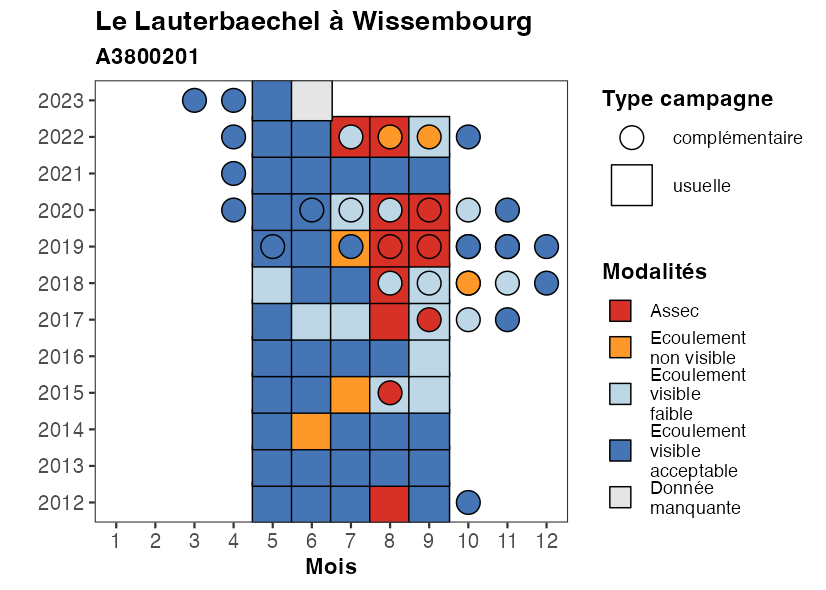 Le Lauterbaechel à Wissembourg
A3800201
2023
2022
2021
2020
2019
2018
2017
2016
2015
2014
2013
2012
1 2 3 4 5 6 7 8 9 10 11 12
Mois
Type campagne
complémentaire
usuelle
Modalités
Assec
Ecoulement
non visible
Ecoulement
visible
faible
Ecoulement
visible
acceptable
Donnée
manquante